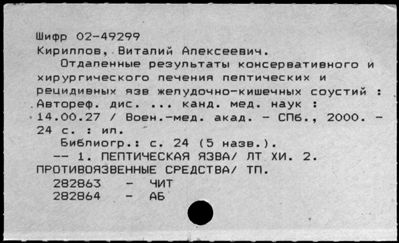 Шифр 02-49299
Кириллов, Виталий Алексеевич.
Отдаленные результаты консервативного и
хирургического лечения пептических и
рецидивных язв желудочно-кишечных соустий :
Автореф. дис. ... канд. мед. наук :
14.00.27 / Воен.-мед. акад. - СПб., 2000. -
24 с. : ил.
Библиогр.: с. 24 (5 назв.).
-- 1. ПЕПТИЧЕСКАЯ ЯЗВА/ ЛТ ХИ. 2.
ПРОТИВОЯЗВЕННЫЕ СРЕДСТВА/ ТП.
282863 - ЧИТ
282864 - АБ